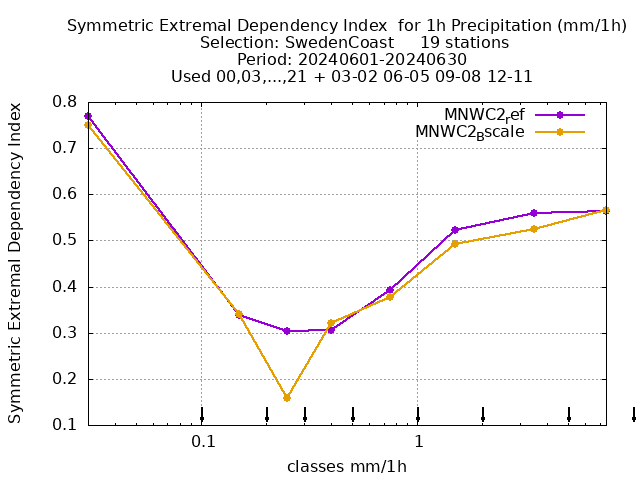 Symmetric Extremal Dependency Index  for 1h Precipitation (mm/1h)
Selection: SwedenCoast     19 stations
Period: 20240601-20240630
Used 00,03,...,21 + 03-02 06-05 09-08 12-11
Symmetric Extremal Dependency Index
MNWC2ref
MNWC2Bscale
0.8
0.7
0.6
0.5
0.4
0.3
0.2
0.1
0.1
1
classes mm/1h